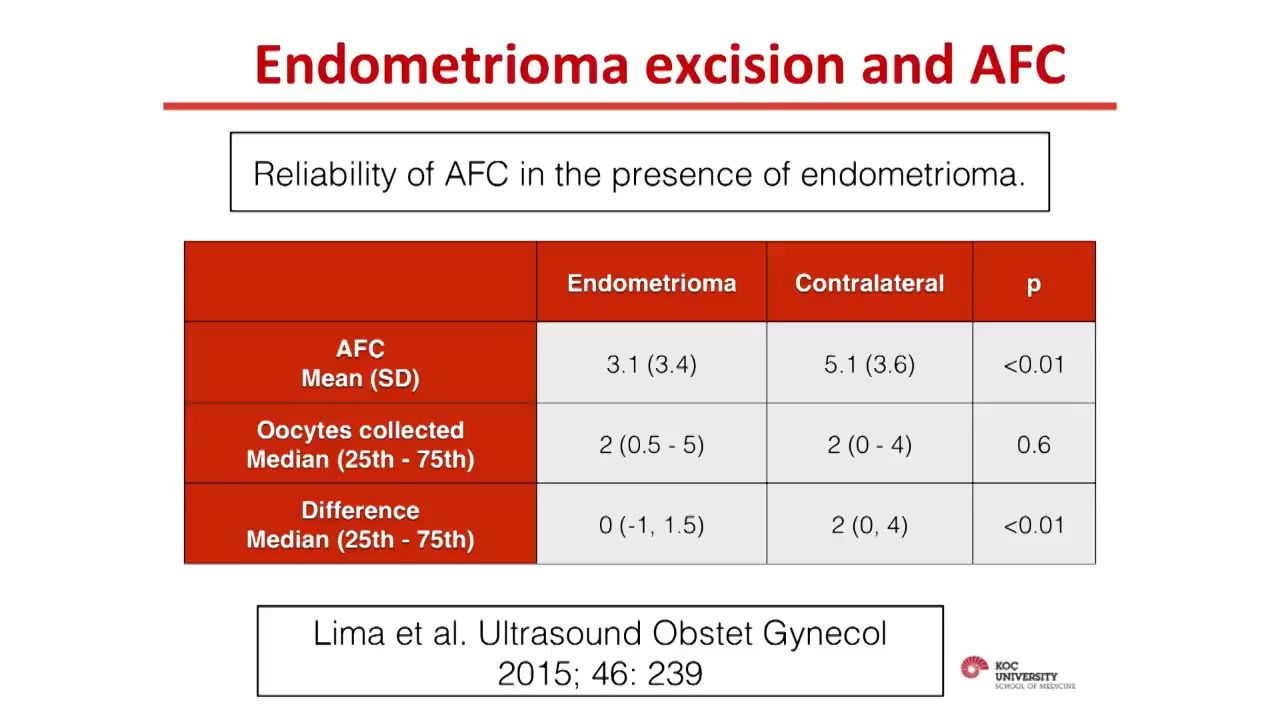 Endometrioma excision and AFC
Reliability of AFC in the presence of endometrioma.
Endometrioma Contralateral p
AFC
Mean (SD) 3.1 (3.4) 5.1 (3.6) <0.01
Oocytes collected
Median (25th - 75th) 2 (0.5 - 5) 2 (0 - 4) 0.6
Difference
Median (25th - 75th) 0 (-1, 1.5) 2 (0, 4) <0.01
Lima et al. Ultrasound Obstet Gynecol
2015; 46: 239
KOÇ
UNIVERSITY
SCHOOL OF MEDICINE